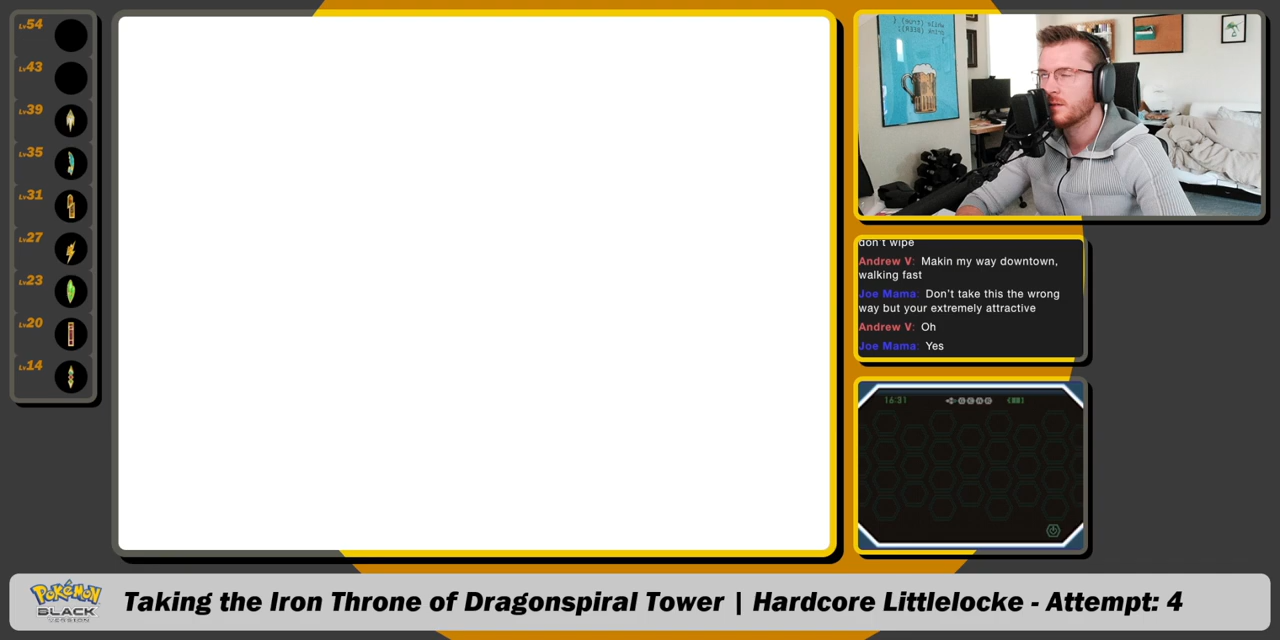 Lv54
Lv43
Lv39
Lv35
Lv31
Lv27
Lv23
Lv20
Lv14
don't wipe
Andrew V: Makin my way downtown,
walking fast
Joe Mama: Don't take this the wrong
way but your extremely attractive
Andrew V: Oh
Joe Mama: Yes
16:31
POKéMON
BLACK
VERSION
Taking the Iron Throne of Dragonspiral Tower | Hardcore Littlelocke - Attempt: 4